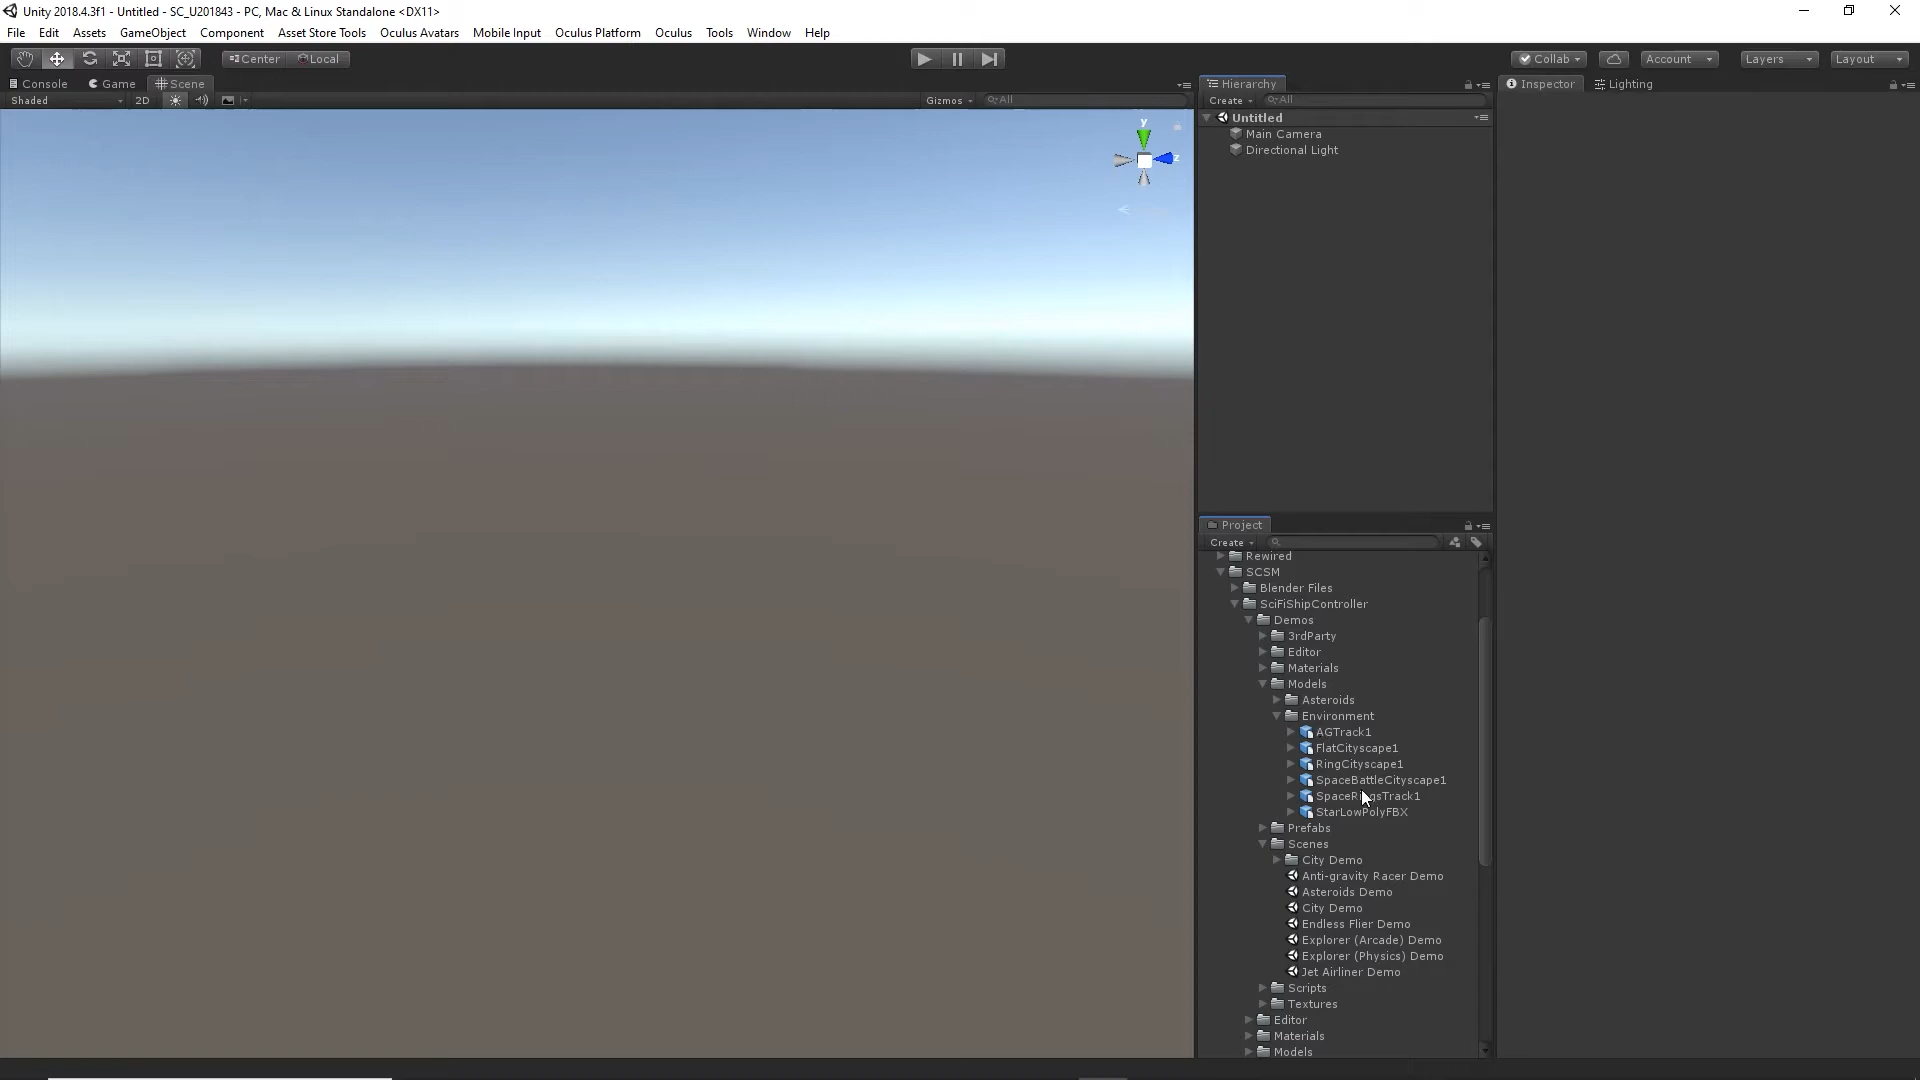 Unity 2018.4.3f1 - Untitled - SC_U201843 - PC, Mac & Linux Standalone <DX11>
File Edit Assets GameObject Component Asset Store Tools Oculus Avatars Mobile Input Oculus Platform Oculus Tools Window Help
Center Local Collab Account Layers Layout
Console Game Scene Hierarchy Inspector Lighting
Shaded 2D Gizmos All Create All
Untitled
y
Main Camera
z
Directional Light
Project
Create
Rewired
SCSM
Blender Files
SciFiShipController
Demos
3rdParty
Editor
Materials
Models
Asteroids
Environment
AGTrack1
FlatCityscape1
RingCityscape1
SpaceBattleCityscape1
SpaceRingsTrack1
StarLowPolyFBX
Prefabs
Scenes
City Demo
Anti-gravity Racer Demo
Asteroids Demo
City Demo
Endless Flier Demo
Explorer (Arcade) Demo
Explorer (Physics) Demo
Jet Airliner Demo
Scripts
Textures
Editor
Materials
Models